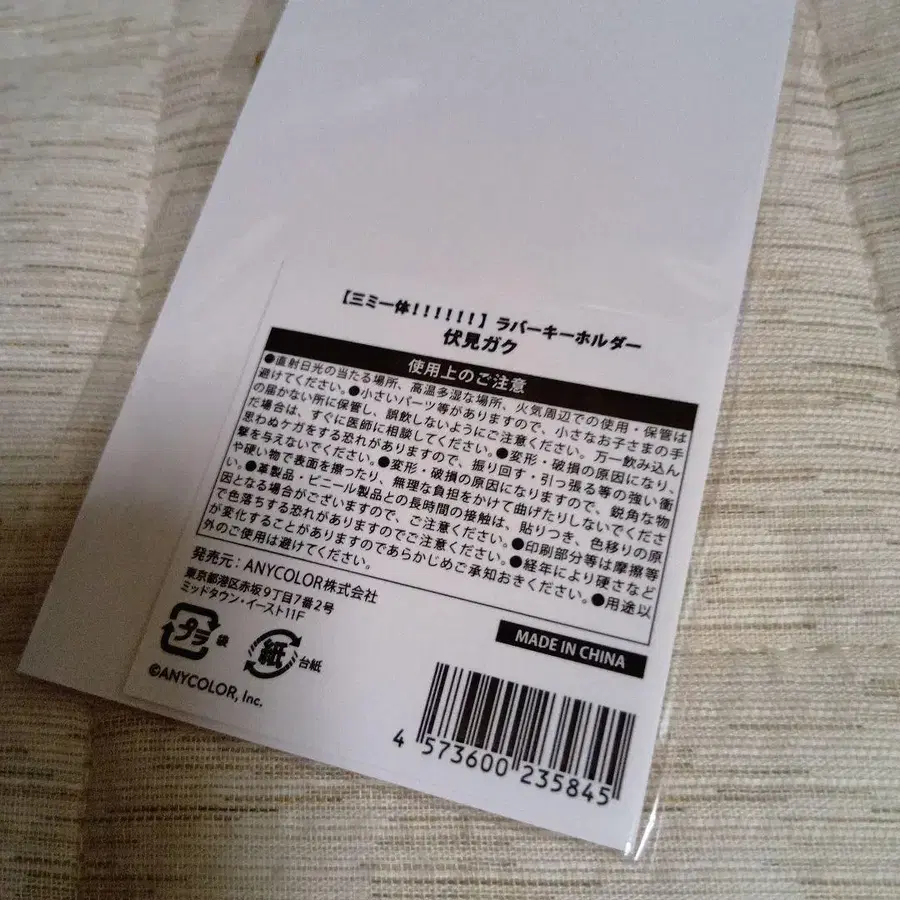 【三ミ一体!!!!!!】ラバーキーホルダー
伏見ガク
使用上のご注意
●直射日光の当たる場所、高温多湿な場所、火気周辺での使用・保管は
避けてください。●小さいパーツ等がありますので、小さなお子さまの手
の届かない所に保管し、誤飲しないようにご注意ください。万一飲み込ん
だ場合は、すぐに医師に相談してください。●変形・破損の原因になり、
思わぬケガをする恐れがありますので、振り回す・引っ張る等の強い衝
撃を与えないでください。●変形・破損の原因になりますので、鋭角な物
や硬い物で表面を擦ったり、無理な負担をかけて曲げたりしないでくださ
い。●革製品・ビニール製品との長時間の接触は、貼りつき、色移りの原
因となる場合がございますので、ご注意ください。●印刷部分等は摩擦等
で色落ちする恐れがありますのでご注意ください。●経年により硬さなど
が変化することがありますのであらかじめご承知おきください。●用途以
外のご使用は避けてください。
発売元:ANYCOLOR株式会社
東京都港区赤坂9丁目7番2号
ミッドタウン・イースト11F
プラ 袋
紙 台紙
MADE IN CHINA
©ANYCOLOR, Inc.
4 573600 235845